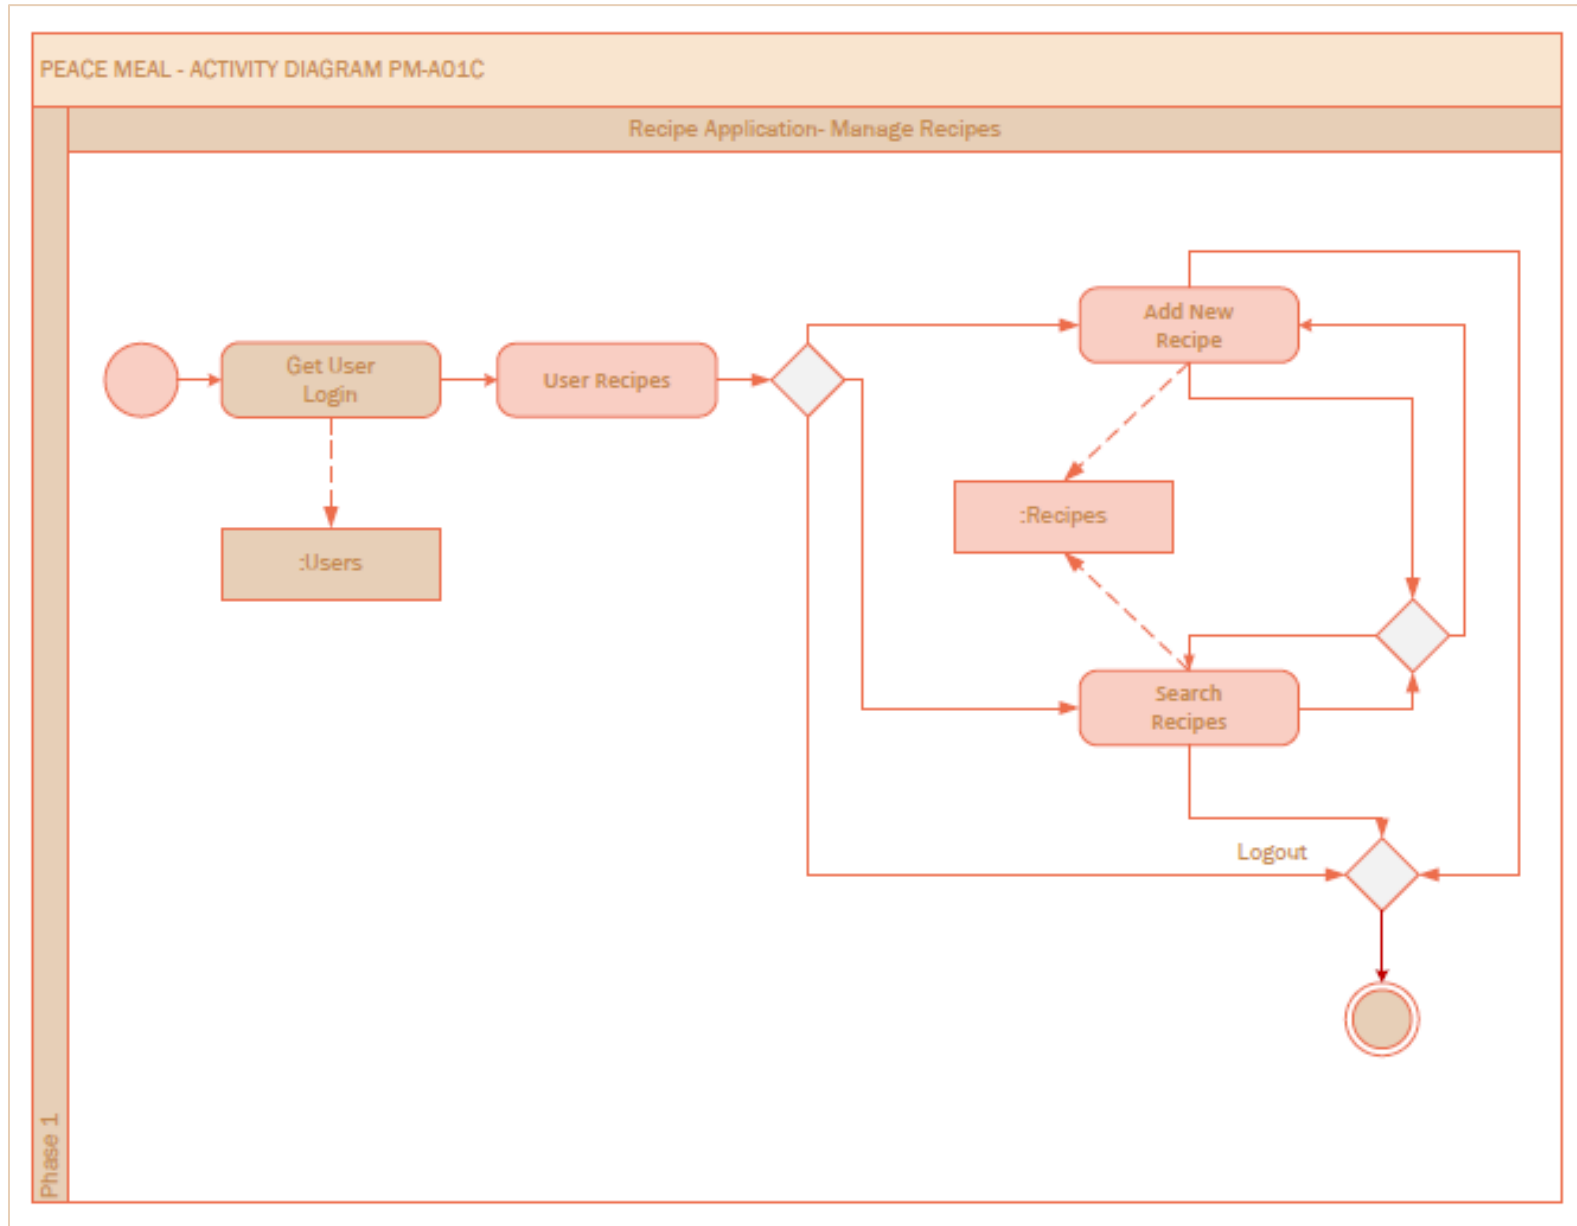 PEACE MEAL - ACTIVITY DIAGRAM PM-A01C
Recipe Application- Manage Recipes
Add New
Recipe
Get User
Login
User Recipes
:Recipes
:Users
Search
Recipes
Logout
Phase 1